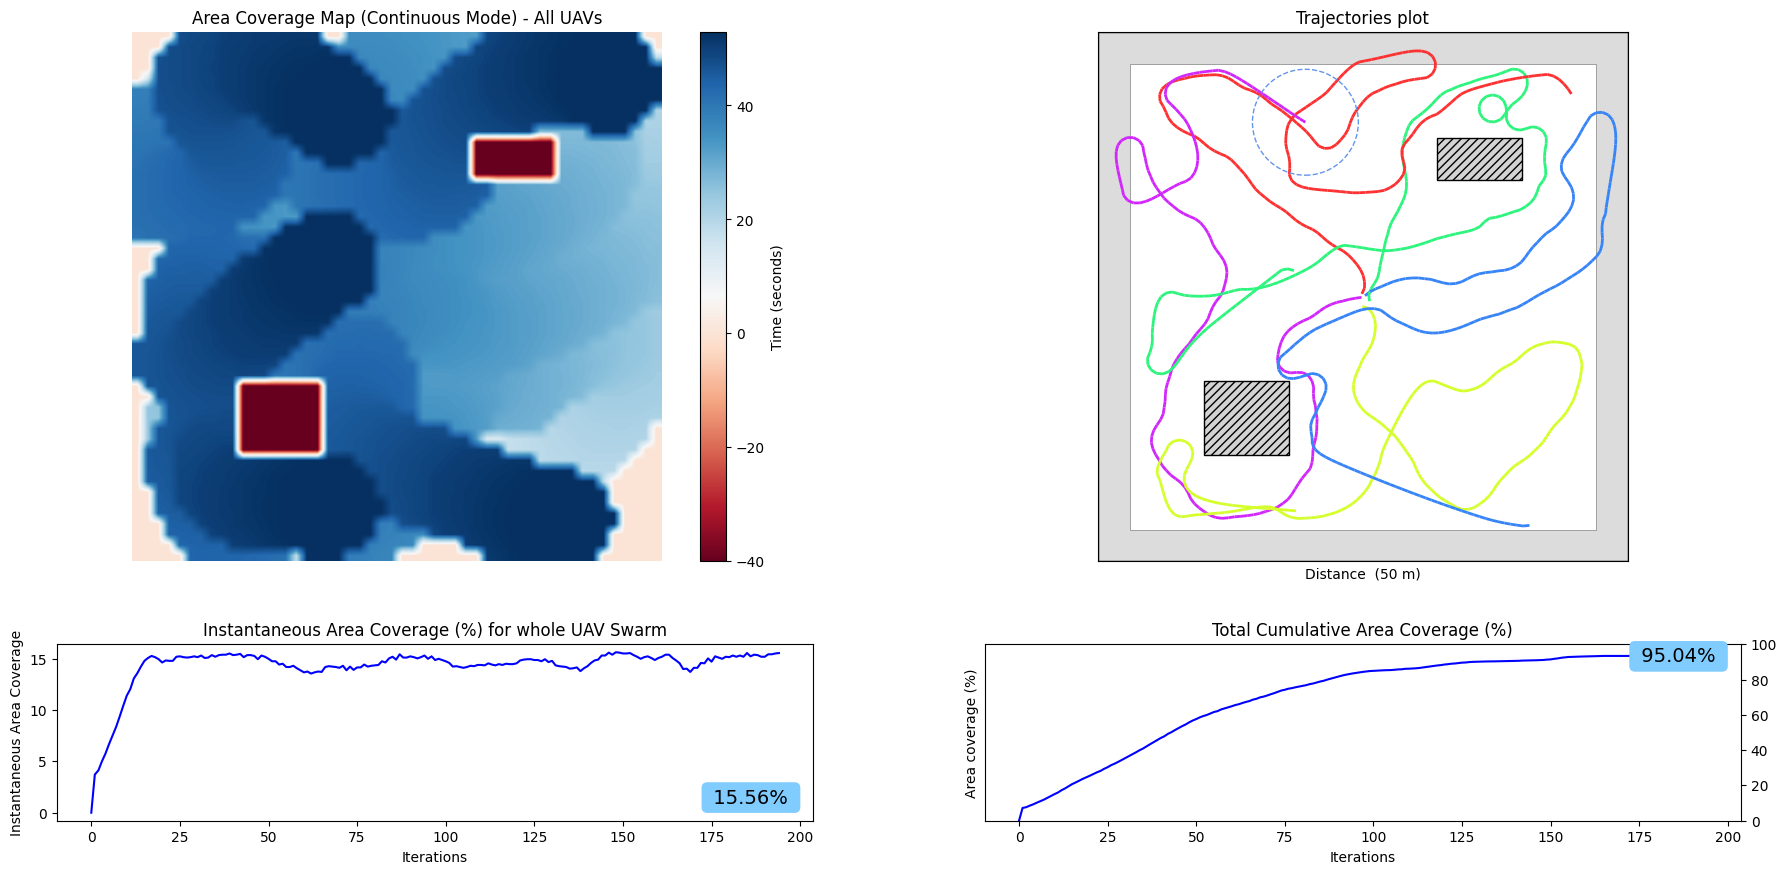 Area Coverage Map (Continuous Mode) - All UAVs
40
20
0
−20
−40
Time (seconds)
Trajectories plot
Distance  (50 m)
Instantaneous Area Coverage (%) for whole UAV Swarm
Instantaneous Area Coverage
15
10
5
0
15.56%
0 25 50 75 100 125 150 175 200
Iterations
Total Cumulative Area Coverage (%)
Area coverage (%)
95.04%
100
80
60
40
20
0
0 25 50 75 100 125 150 175 200
Iterations